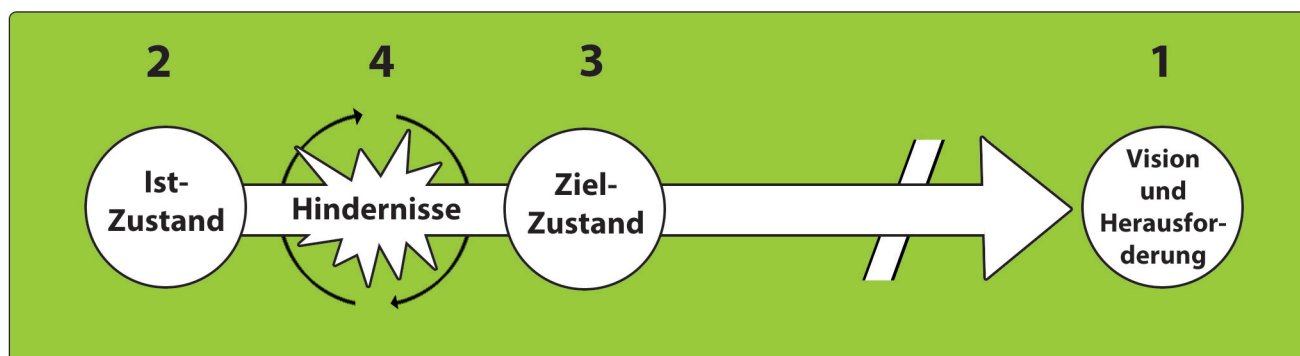 2
4
3
1
Ist-
Zustand
Hindernisse
Ziel-
Zustand
Vision
und
Herausfor-
derung